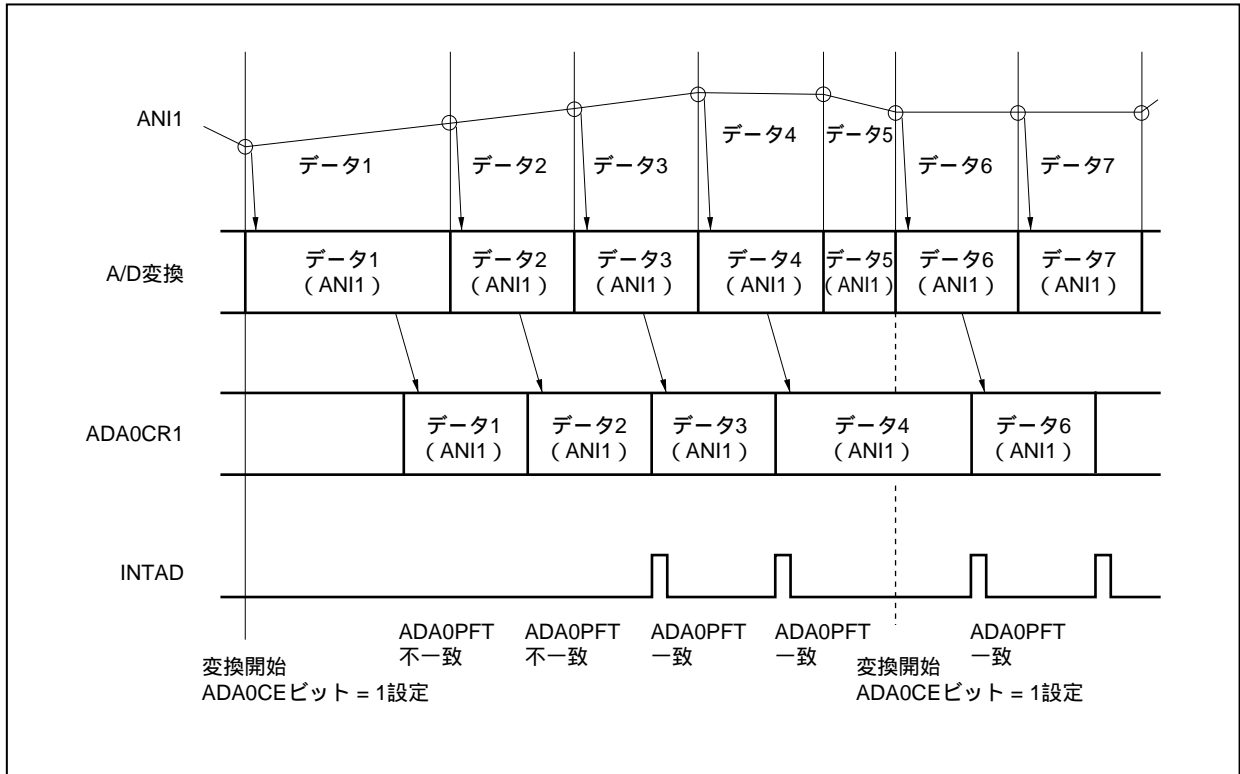 ANI1
データ1
データ2
データ3
データ4
データ5
データ6
データ7
A/D変換
データ1
（ANI1）
データ2
（ANI1）
データ3
（ANI1）
データ4
（ANI1）
データ5
（ANI1）
データ6
（ANI1）
データ7
（ANI1）
ADA0CR1
データ1
（ANI1）
データ2
（ANI1）
データ3
（ANI1）
データ4
（ANI1）
データ6
（ANI1）
INTAD
ADA0PFT
不一致
ADA0PFT
不一致
ADA0PFT
一致
ADA0PFT
一致
ADA0PFT
一致
変換開始
ADA0CEビット = 1設定
変換開始
ADA0CEビット = 1設定